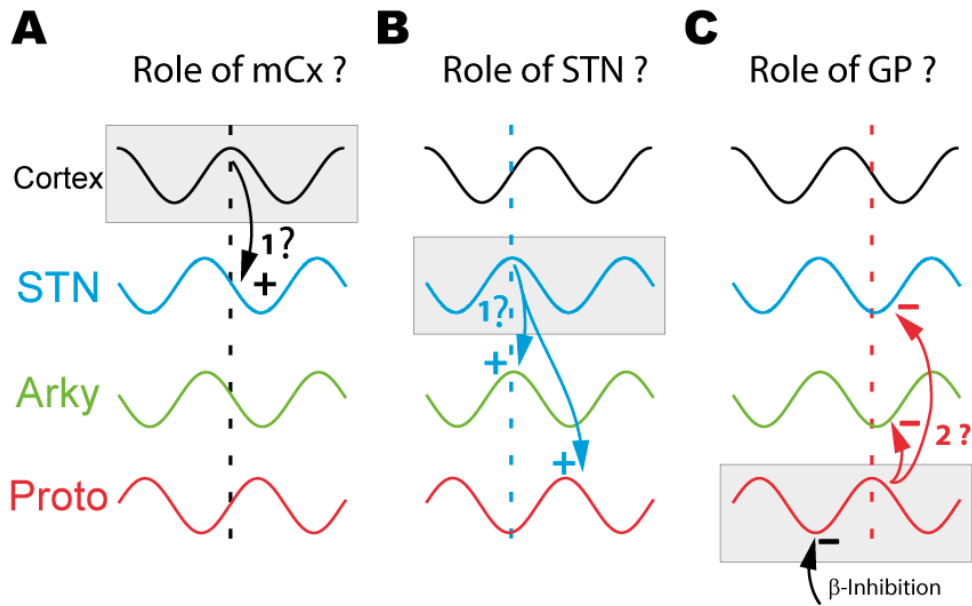 A
B
C
Role of mCx ?
Role of STN ?
Role of GP ?
Cortex
1?
+
STN
–
1?
+
Arky
–
2 ?
+
Proto
–
β-Inhibition